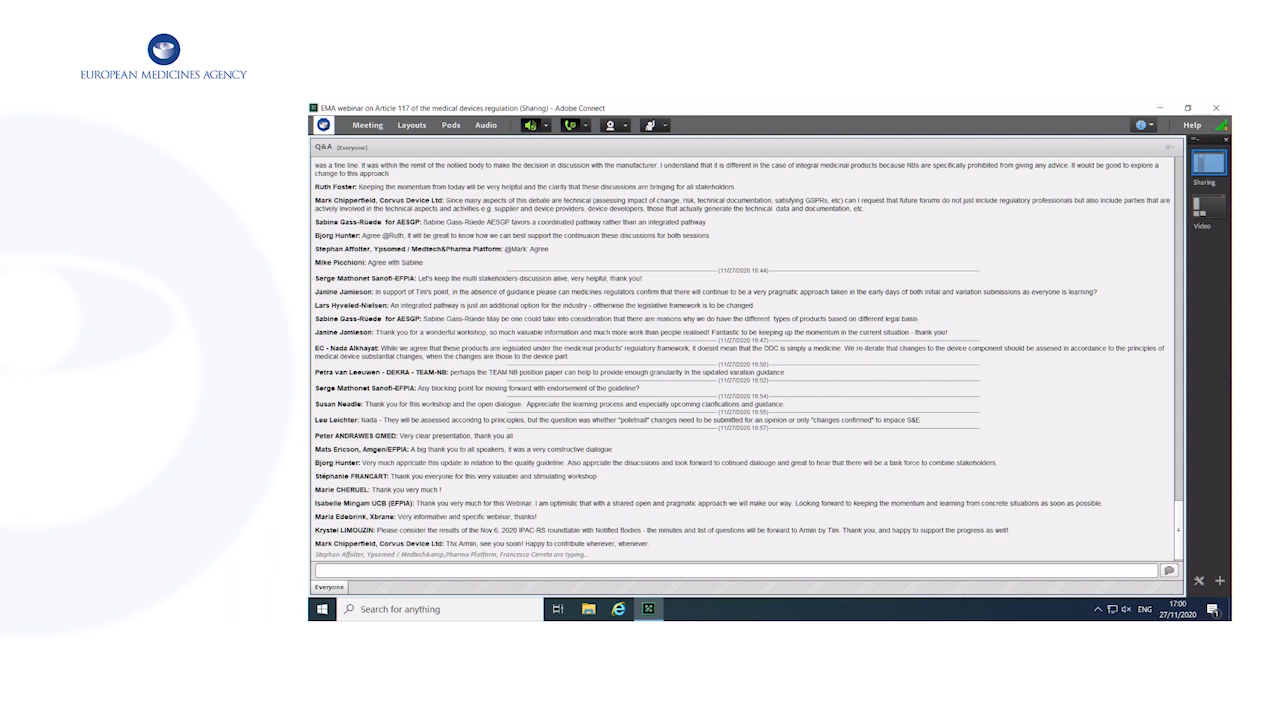 EUROPEAN MEDICINES AGENCY
EMA webinar on Article 117 of the medical devices regulation (Sharing) - Adobe Connect
Meeting Layouts Pods Audio Help
Q&A (Everyone)
was a fine line. It was within the remit of the notied body to make the decision in discussion with the manufacturer. I understand that it is different in the case of integral medicinal products because NBs are specifically prohibited from giving any advice. It would be good to explore a
change to this approach
Ruth Foster: Keeping the momentum from today will be very helpful and the clarity that these discussions are bringing for all stakeholders
Mark Chipperfield, Corvus Device Ltd: Since many aspects of this debate are technical (assessing impact of change, risk, technical documentation, satisfying GSPRs, etc) can I request that future forums do not just include regulatory professionals but also include parties that are
actively involved in the technical aspects and activities e.g. supplier and device providers, device developers, those that actually generate the technical data and documentation, etc.
Sabine Gass-Rüede for AESGP: Sabine Gass-Rüede AESGP favors a coordinated pathway rather than an integrated pathway
Bjorg Hunter: Agree @Ruth, it will be great to know how we can best support the continuaion these discussions for both sessions
Stephan Affolter, Ypsomed / Medtech&Pharma Platform: @Mark: Agree
Mike Picchioni: Agree with Sabine
(11/27/2020 16:44)
Serge Mathonet Sanofi-EFPIA: Let's keep the multi stakeholders discussion alive, very helpful, thank you!
Janine Jamieson: In support of Tim's point, in the absence of guidance please can medicines regulators confirm that there will continue to be a very pragmatic approach taken in the early days of both initial and variation submissions as everyone is learning?
Lars Hyveled-Nielsen: An integrated pathway is just an additional option for the industry - ottherwise the legislative framework is to be changed
Sabine Gass-Rüede for AESGP: Sabine Gass-Rüede May be one could take into consideration that there are reasons why we do have the different types of products based on different legal basis
Janine Jamieson: Thank you for a wonderful workshop, so much valuable information and much more work than people realised! Fantastic to be keeping up the momentum in the current situation - thank you!
(11/27/2020 16:47)
EC - Nada Alkhayat: While we agree that these products are legislated under the medicinal products' regulatory framework, it doesnt mean that the DDC is simply a medicine. We re-iterate that changes to the device component should be assesed in accordance to the principles of
medical device substantial changes, when the changes are those to the device part
(11/27/2020 16:50)
Petra van Leeuwen - DEKRA - TEAM-NB: perhaps the TEAM NB position paper can help to provide enough granularity in the updated varation guidance
(11/27/2020 16:52)
Serge Mathonet Sanofi-EFPIA: Any blocking point for moving forward with endorsement of the guideline?
(11/27/2020 16:54)
Susan Neadle: Thank you for this workshop and the open dialogue. Appreciate the learning process and especially upcoming clarifications and guidance.
(11/27/2020 16:55)
Lee Leichter: Nada - They will be assessed accordng to principples, but the question was whether "potetnail" changes need to be submitted for an opinion or only "changes confirmed" to impace S&E
(11/27/2020 16:57)
Peter ANDRAWES GMED: Very clear presentation, thank you all
Mats Ericson, Amgen/EFPIA: A big thank you to all speakers, it was a very constructive dialogue
Bjorg Hunter: Very much appriciate this update in relation to the quality guideline. Also appreciate the disucssions and look forward to cotinued dialouge and great to hear that there will be a task force to combine stakeholders.
Stéphanie FRANCART: Thank you everyone for this very valuable and stimulating workshop
Marie CHERUEL: Thank you very much !
Isabelle Mingam UCB (EFPIA): Thank you very much for this Webinar. I am optimistic that with a shared open and pragmatic approach we will make our way. Looking forward to keeping the momentum and learning from concrete situations as soon as possible.
Maria Edebrink, Xbrane: Very informative and specific webinar, thanks!
Krystel LIMOUZIN: Please consider the results of the Nov.6, 2020 IPAC-RS roundtable with Notified Bodies - the minutes and list of questions will be forward to Armin by Tim. Thank you, and happy to support the progress as well!
Mark Chipperfield, Corvus Device Ltd: Thx Armin, see you soon! Happy to contribute wherever, whenever.
Stephan Affolter, Ypsomed / Medtech&amp;Pharma Platform, Francesca Cerreta are typing...
Everyone
Sharing
Video
Search for anything
ENG
17:00
27/11/2020
1